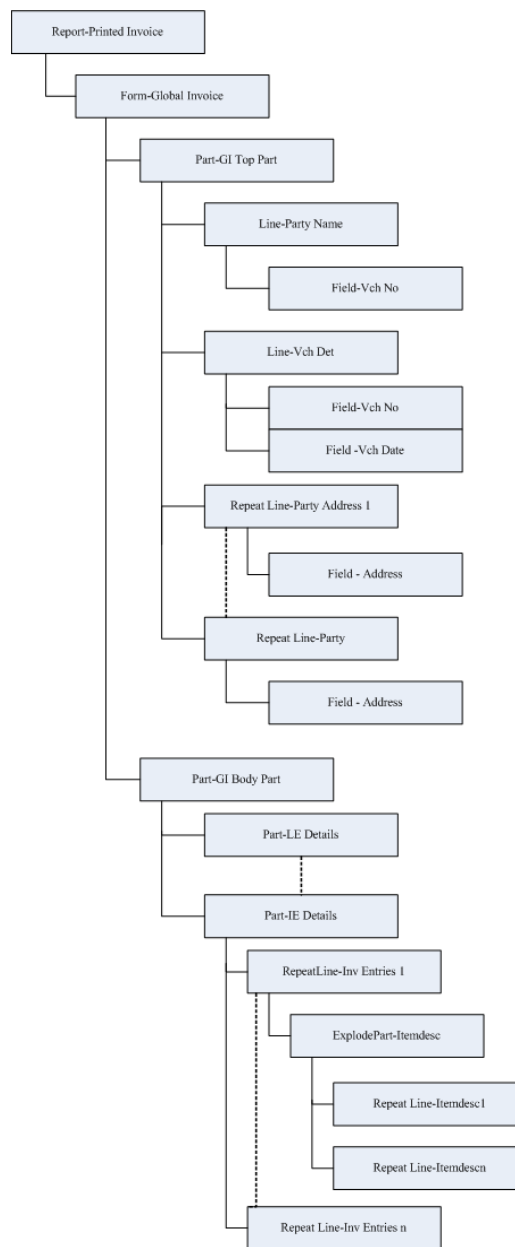 Report-Printed Invoice
Form-Global Invoice
Part-GI Top Part
Line-Party Name
Field-Vch No
Line-Vch Det
Field-Vch No
Field -Vch Date
Repeat Line-Party Address 1
Field - Address
Repeat Line-Party
Field - Address
Part-GI Body Part
Part-LE Details
Part-IE Details
RepeatLine-Inv Entries 1
ExplodePart-Itemdesc
Repeat Line-Itemdesc1
Repeat Line-Itemdescn
Repeat Line-Inv Entries n